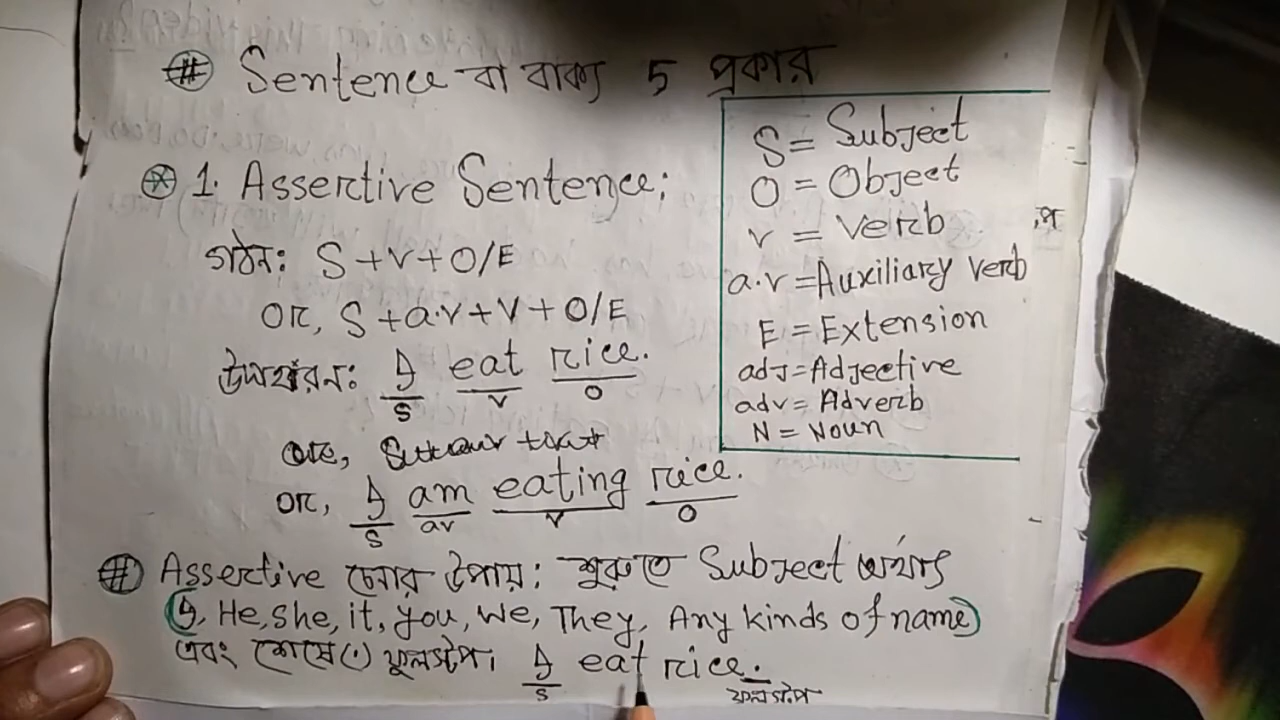 # Sentence বা বাক্য 5 প্রকার
1. Assertive Sentence;
গঠন: S+V+O/E
or, S+a.v+V+O/E
উদাহরন: I eat rice.
S V O
or,
or, I am eating rice.
S av V O
# Assertive চেনার উপায়: শুরুতে Subject অর্থাৎ
(I, He, She, it, you, We, They, Any kinds of name)
এবং শেষে(.) ফুলস্টপ। I eat rice.
S ফুলস্টপ
S = Subject
O = Object
V = Verb
a.v = Auxiliary verb
E = Extension
adj = Adjective
adv = Adverb
N = Noun